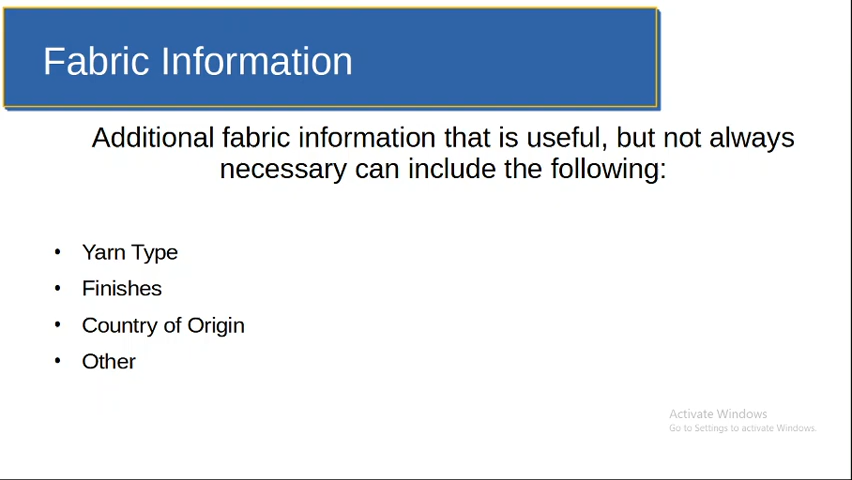 Fabric Information
Additional fabric information that is useful, but not always
necessary can include the following:
• Yarn Type
• Finishes
• Country of Origin
• Other
Activate Windows
Go to Settings to activate Windows.